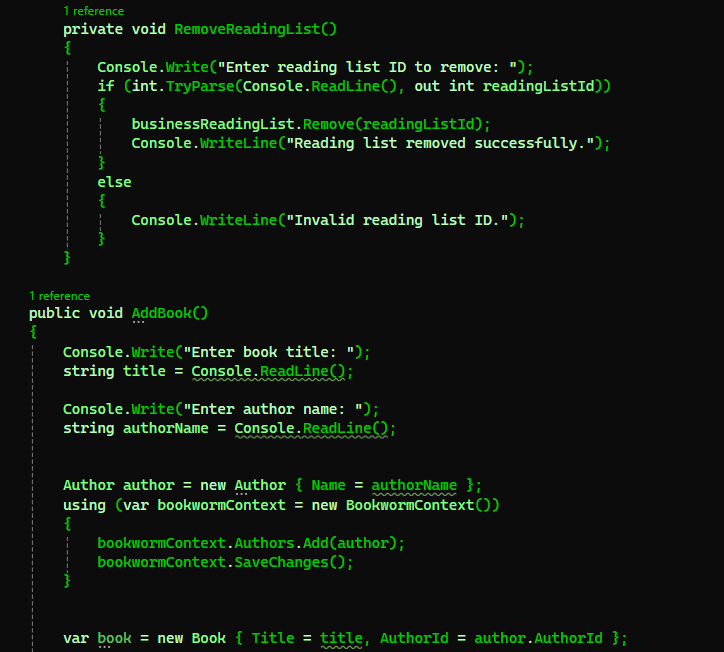 1 reference
private void RemoveReadingList()
{
Console.Write("Enter reading list ID to remove: ");
if (int.TryParse(Console.ReadLine(), out int readingListId))
{
businessReadingList.Remove(readingListId);
Console.WriteLine("Reading list removed successfully.");
}
else
{
Console.WriteLine("Invalid reading list ID.");
}
}
1 reference
public void AddBook()
{
Console.Write("Enter book title: ");
string title = Console.ReadLine();
Console.Write("Enter author name: ");
string authorName = Console.ReadLine();
Author author = new Author { Name = authorName };
using (var bookwormContext = new BookwormContext())
{
bookwormContext.Authors.Add(author);
bookwormContext.SaveChanges();
}
var book = new Book { Title = title, AuthorId = author.AuthorId };